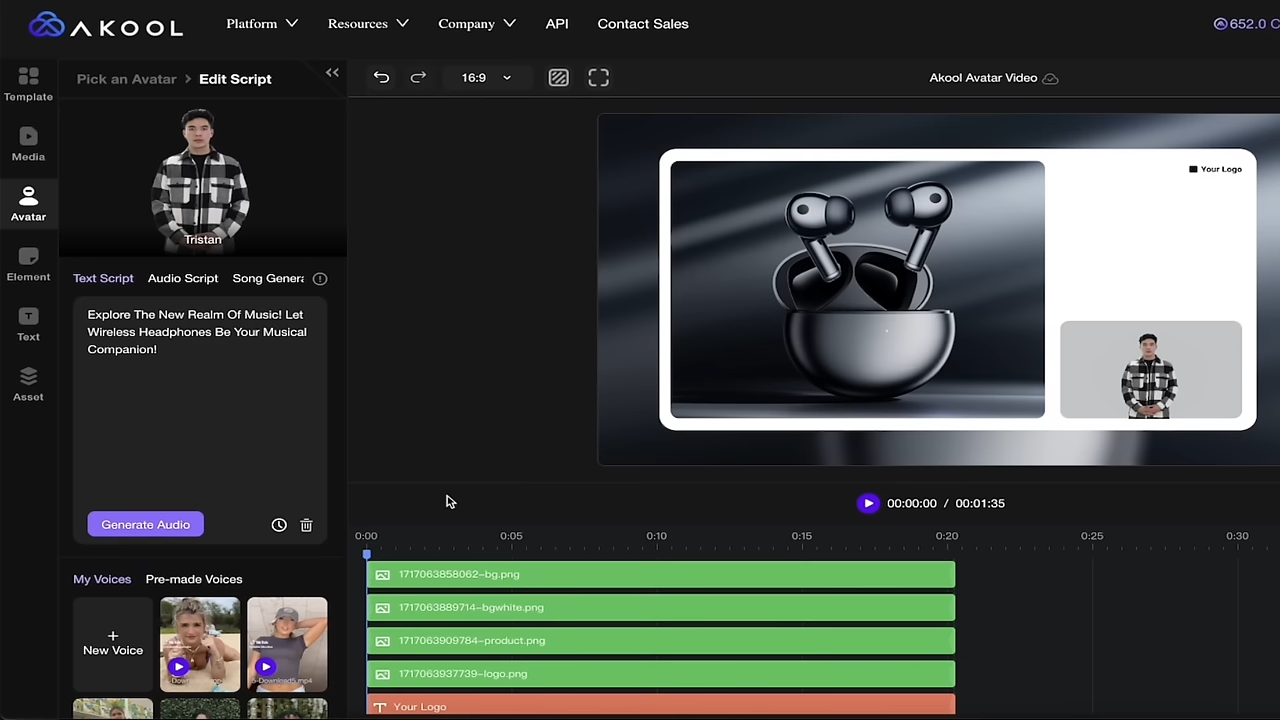 AKOOL
Platform
Resources
Company
API
Contact Sales
652.0 C
Template
Media
Avatar
Element
Text
Asset
Pick an Avatar > Edit Script
Tristan
Text Script
Audio Script
Song Genera
Explore The New Realm Of Music! Let
Wireless Headphones Be Your Musical
Companion!
Generate Audio
My Voices
Pre-made Voices
+
New Voice
16:9
Akool Avatar Video
Your Logo
00:00:00 / 00:01:35
0:00
0:05
0:10
0:15
0:20
0:25
0:30
1717063858062-bg.png
1717063889714-bgwhite.png
1717063909784-product.png
1717063937739-logo.png
T Your Logo